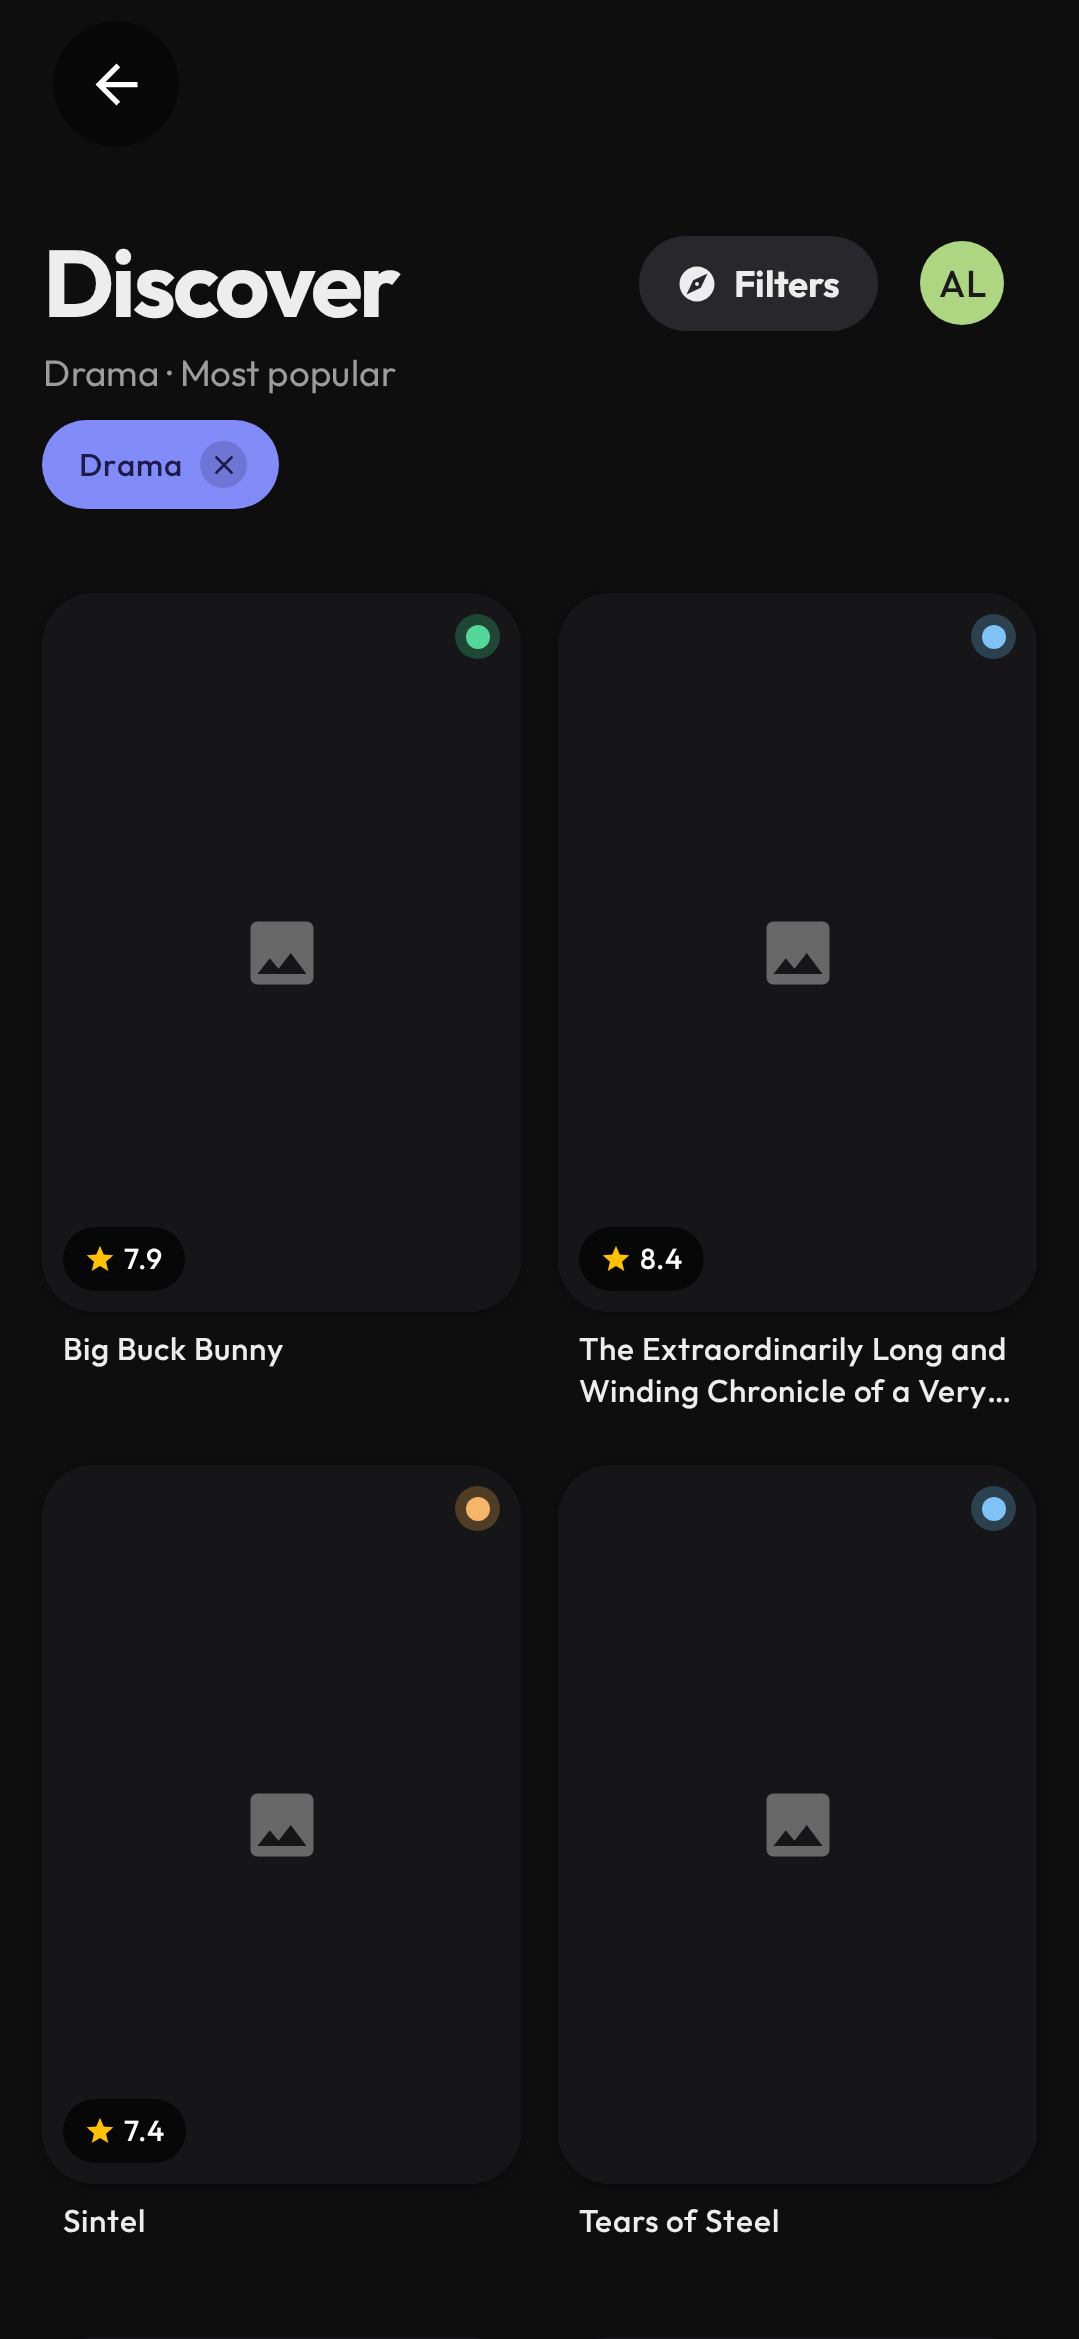 Discover
Filters
AL
Drama · Most popular
Drama
7.9
8.4
Big Buck Bunny
The Extraordinarily Long and
Winding Chronicle of a Very...
7.4
Sintel
Tears of Steel